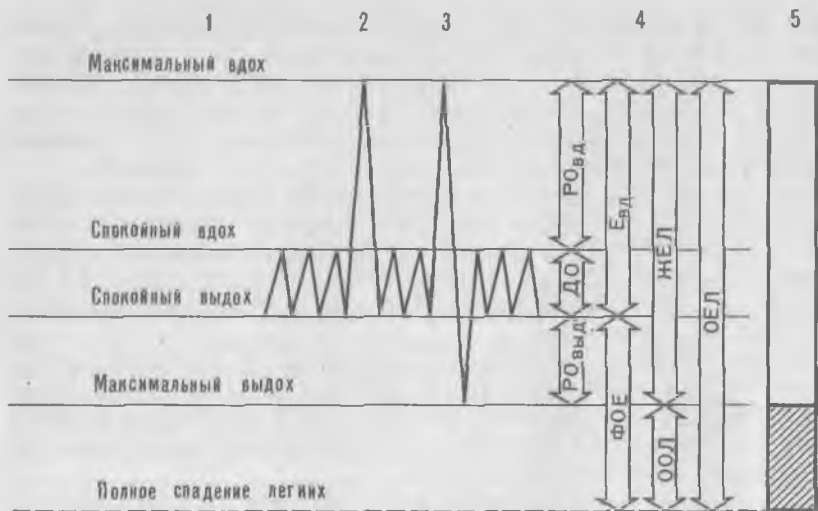 1 2 3 4 5
Максимальный вдох
РОвд
Евд
ЖЕЛ
ОЕЛ
Спокойный вдох
ДО
Спокойный выдох
РОвыд
Максимальный выдох
ФОЕ
ООЛ
Полное спадение легких